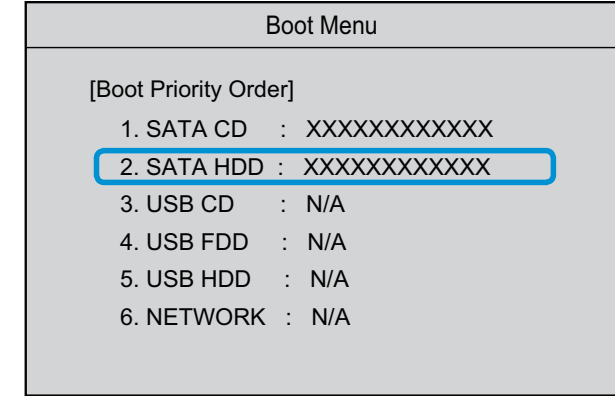 Boot Menu
[Boot Priority Order]
1. SATA CD : XXXXXXXXXXXX
2. SATA HDD : XXXXXXXXXXXX
3. USB CD : N/A
4. USB FDD : N/A
5. USB HDD : N/A
6. NETWORK : N/A